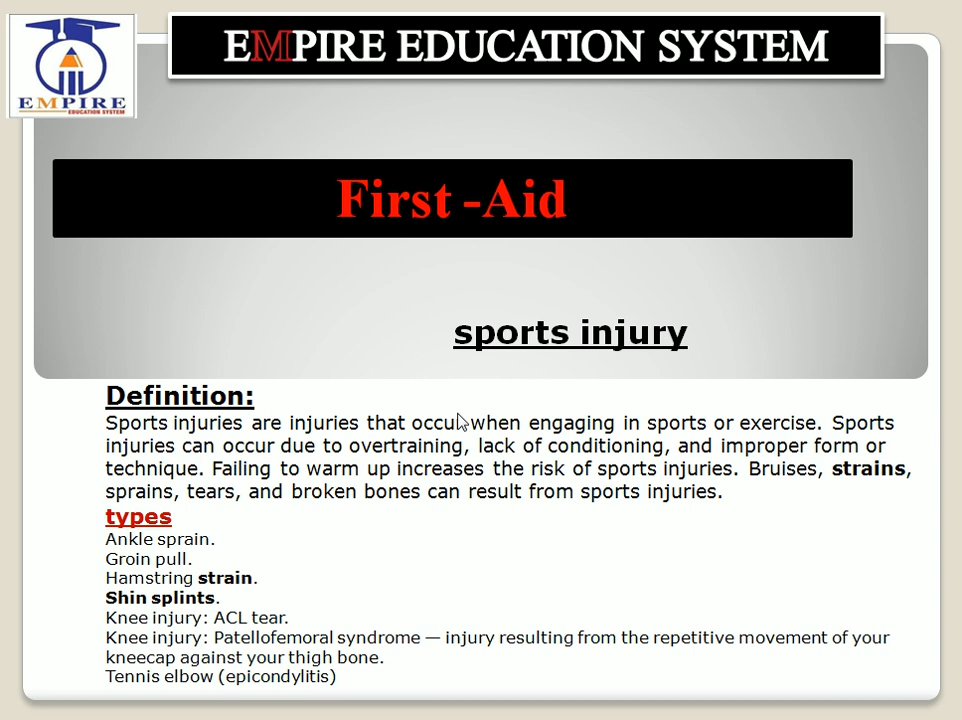 EMPIRE
EDUCATION SYSTEM
EMPIRE EDUCATION SYSTEM
First -Aid
sports injury
Definition:
Sports injuries are injuries that occur when engaging in sports or exercise. Sports
injuries can occur due to overtraining, lack of conditioning, and improper form or
technique. Failing to warm up increases the risk of sports injuries. Bruises, strains,
sprains, tears, and broken bones can result from sports injuries.
types
Ankle sprain.
Groin pull.
Hamstring strain.
Shin splints.
Knee injury: ACL tear.
Knee injury: Patellofemoral syndrome — injury resulting from the repetitive movement of your
kneecap against your thigh bone.
Tennis elbow (epicondylitis)